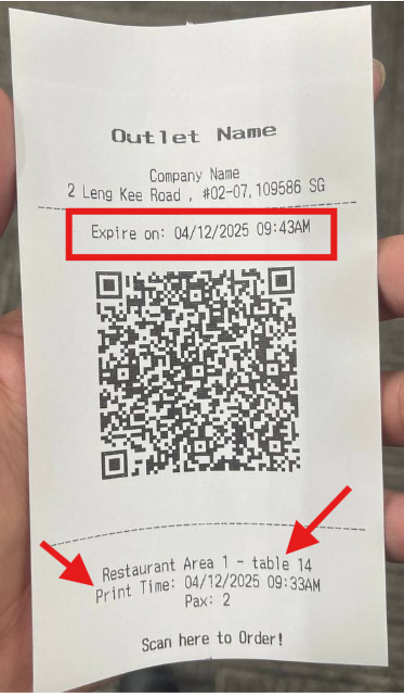 Outlet Name
Company Name
2 Leng Kee Road , #02-07, 109586 SG
Expire on: 04/12/2025 09:43AM
Restaurant Area 1 - table 14
Print Time: 04/12/2025 09:33AM
Pax: 2
Scan here to Order!